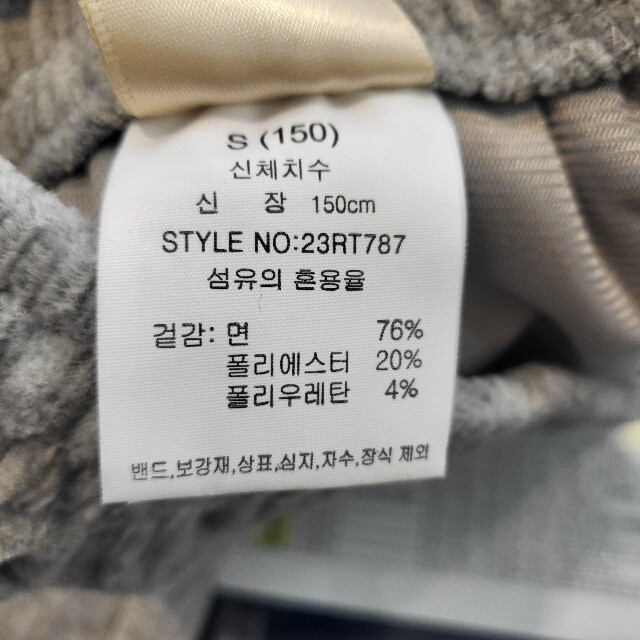 S (150)
신체치수
신 장 150cm
STYLE NO:23RT787
섬유의 혼용율
겉감: 면 76%
폴리에스터 20%
폴리우레탄 4%
밴드,보강재,상표,심지,자수,장식 제외